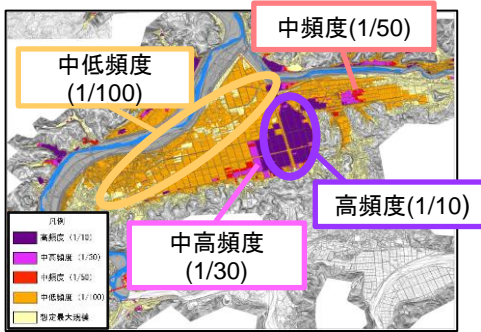 中頻度(1/50)
中低頻度
(1/100)
高頻度(1/10)
中高頻度
(1/30)
凡例
高頻度 (1/10)
中高頻度 (1/30)
中頻度 (1/50)
中低頻度 (1/100)
想定最大規模